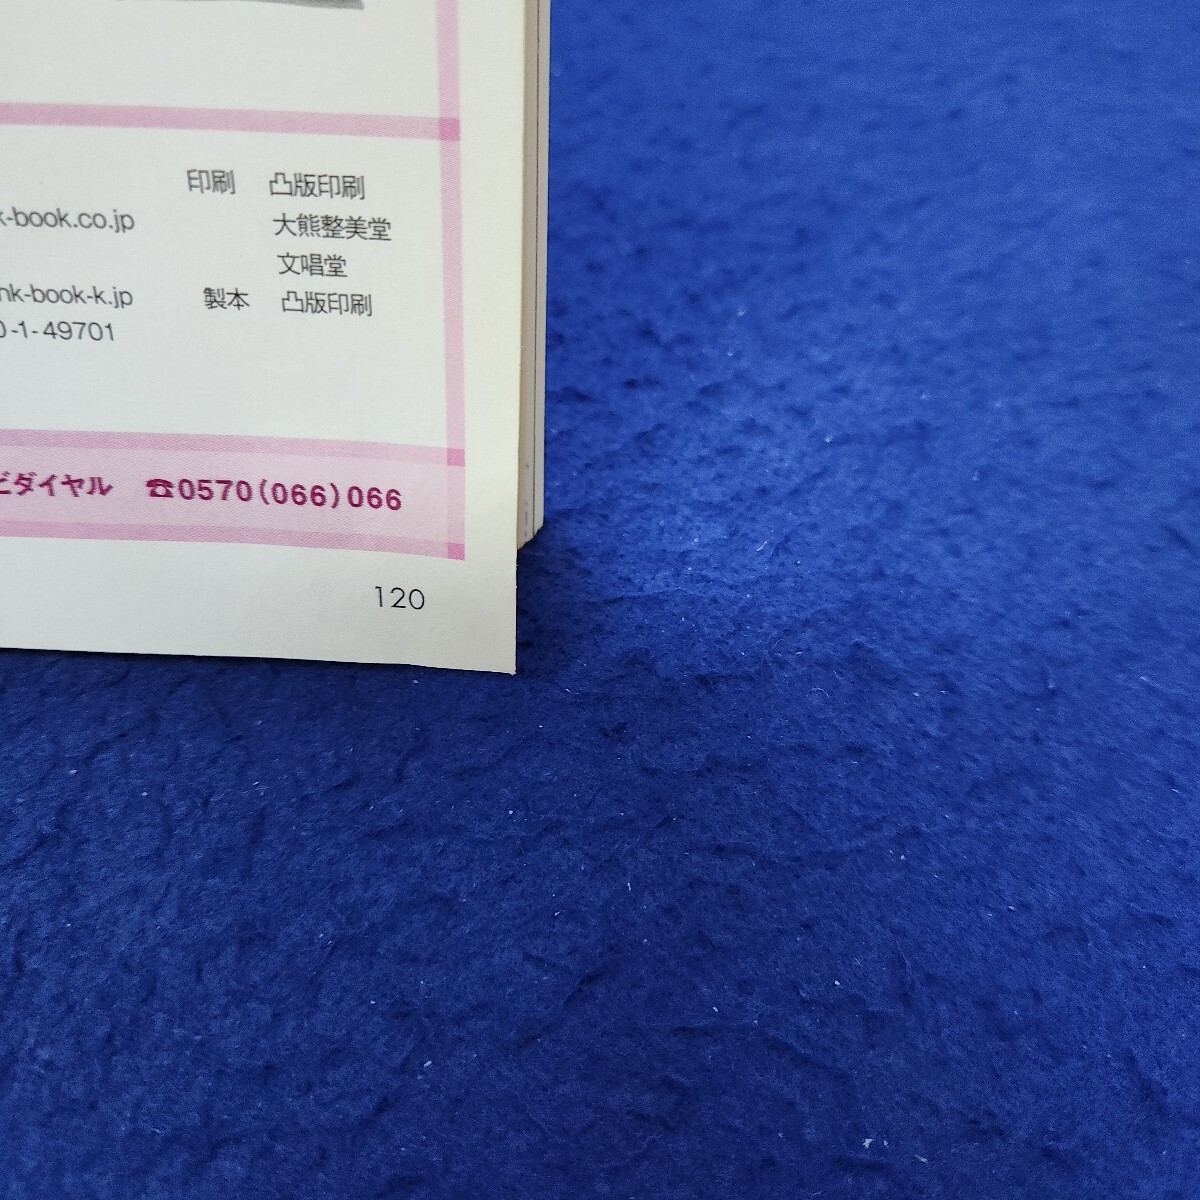 印刷 凸版印刷
k-book.co.jp 大熊整美堂
文唱堂
nk-book-k.jp 製本 凸版印刷
0-1-49701
ビダイヤル ☎0570(066)066
120